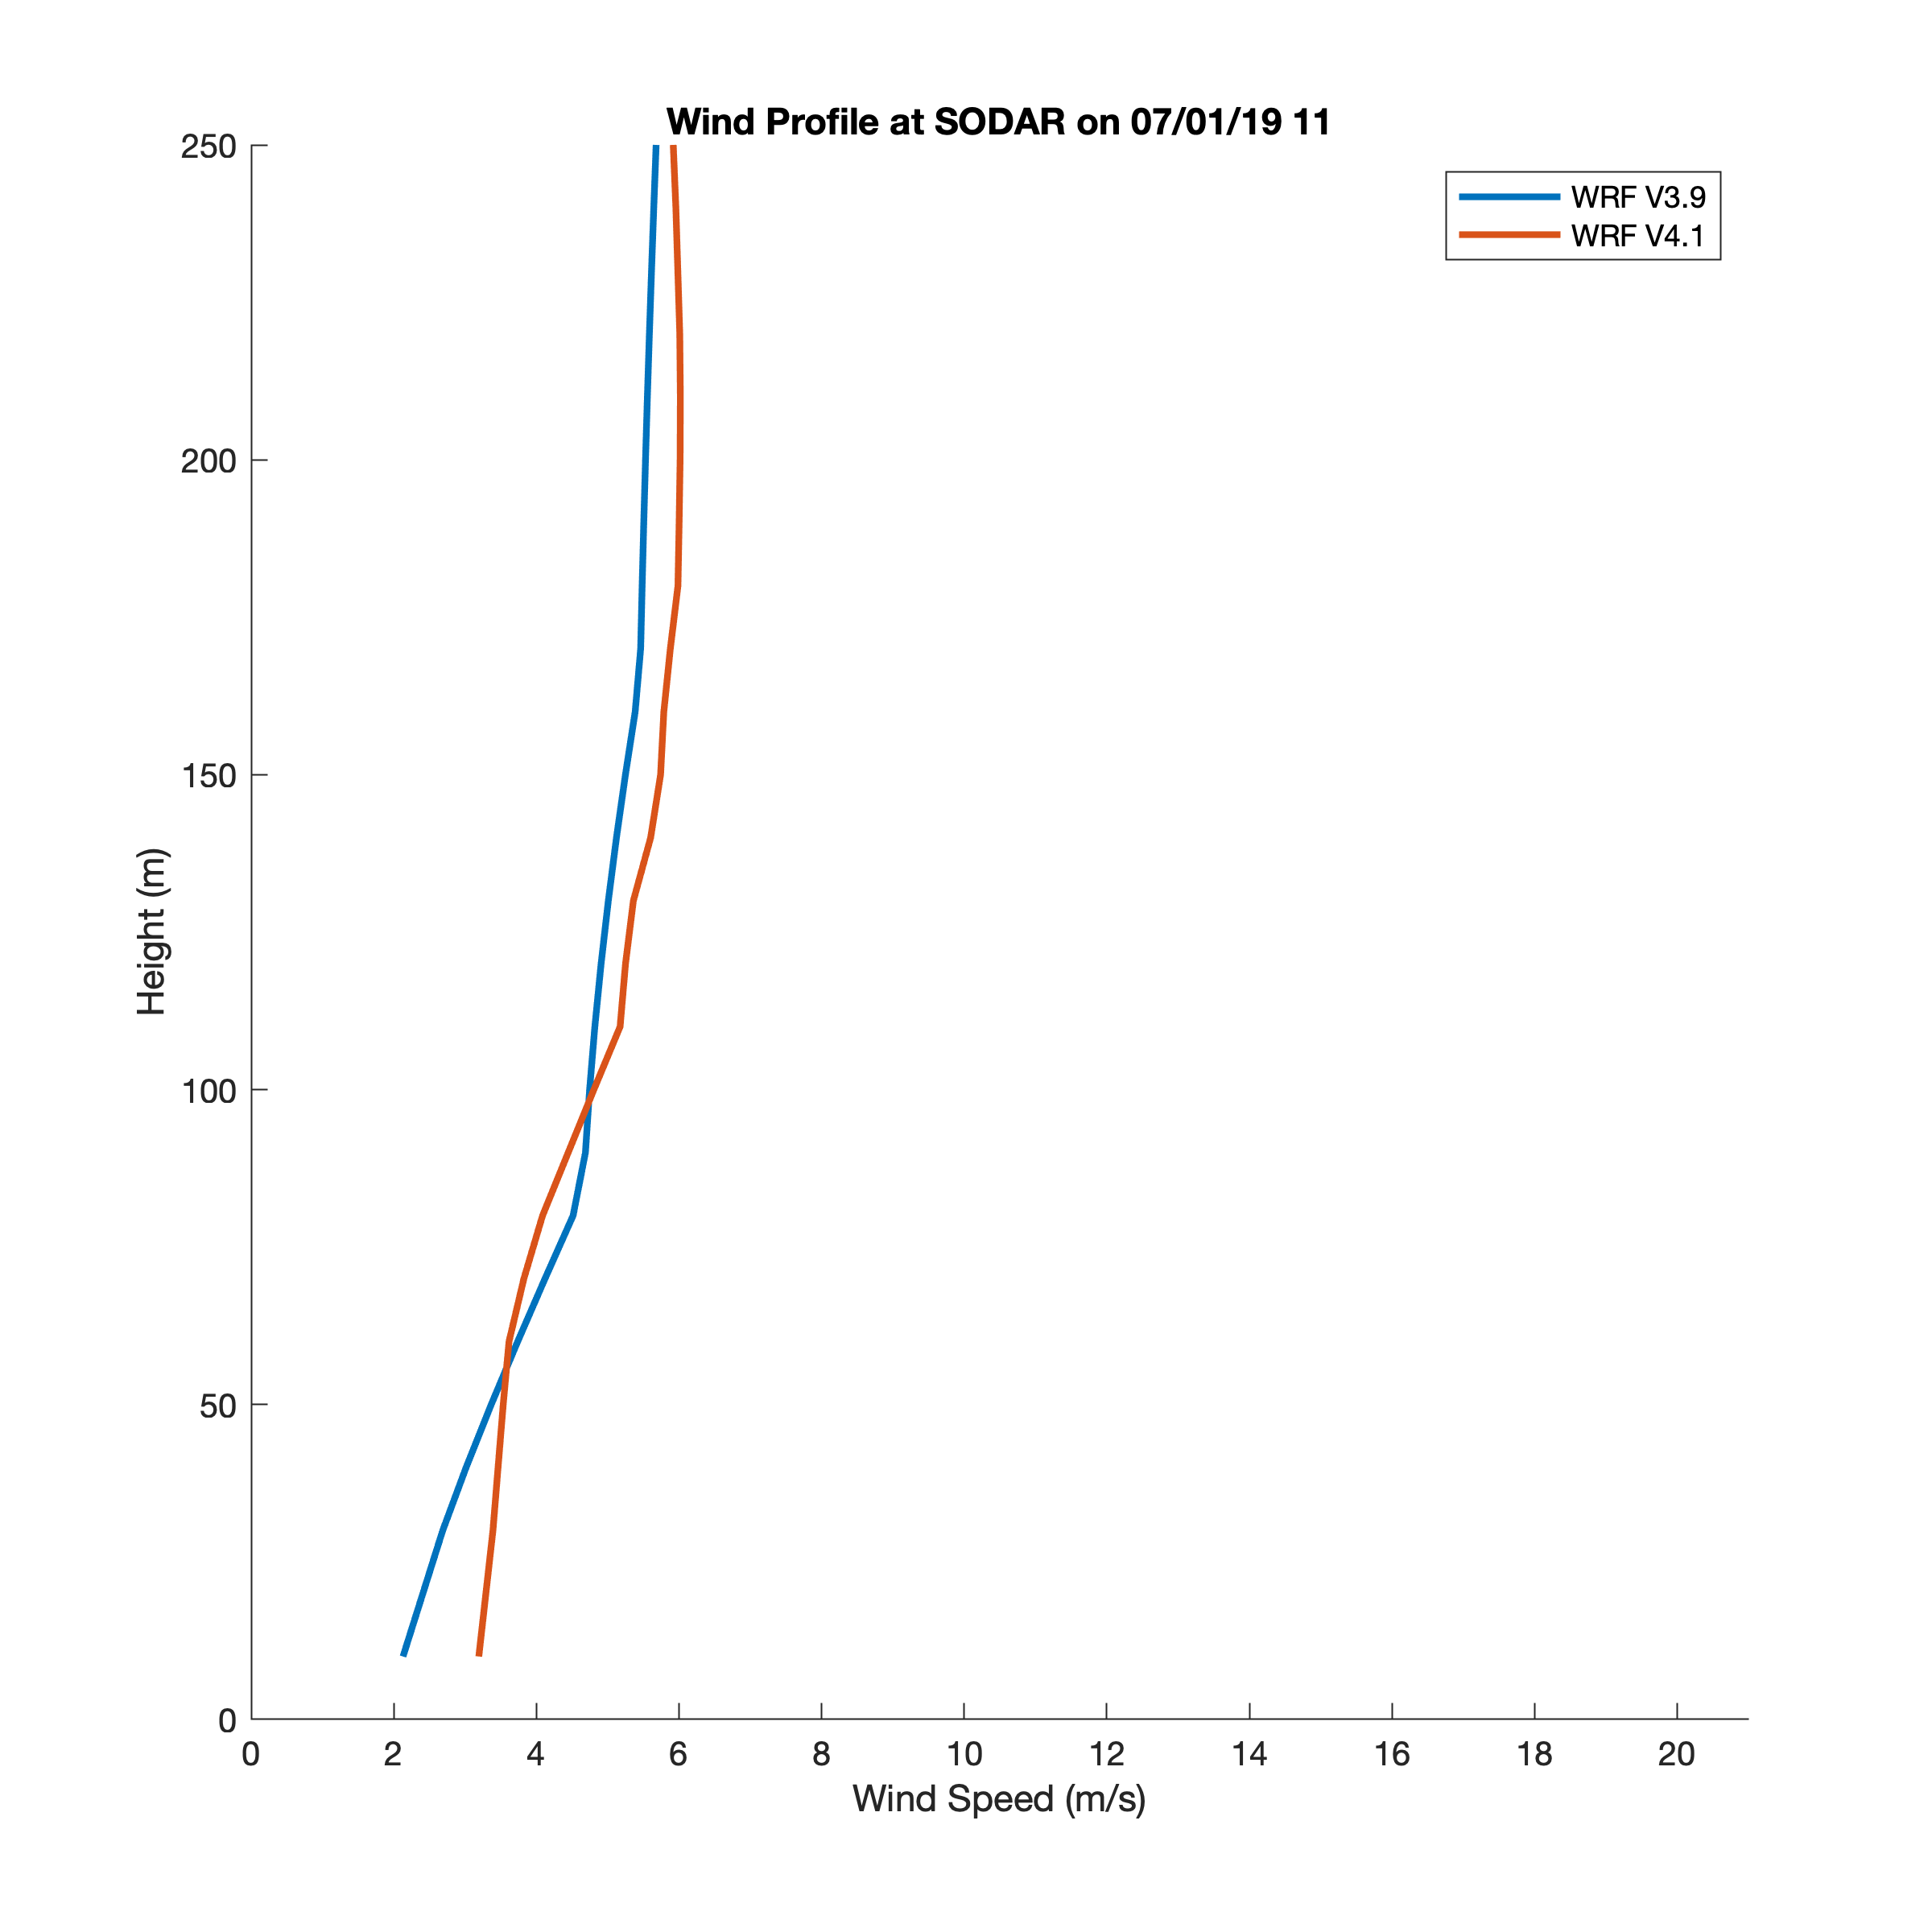 Wind Profile at SODAR on 07/01/19 11
WRF V3.9
WRF V4.1
250
200
150
100
50
0
Height (m)
0 2 4 6 8 10 12 14 16 18 20
Wind Speed (m/s)